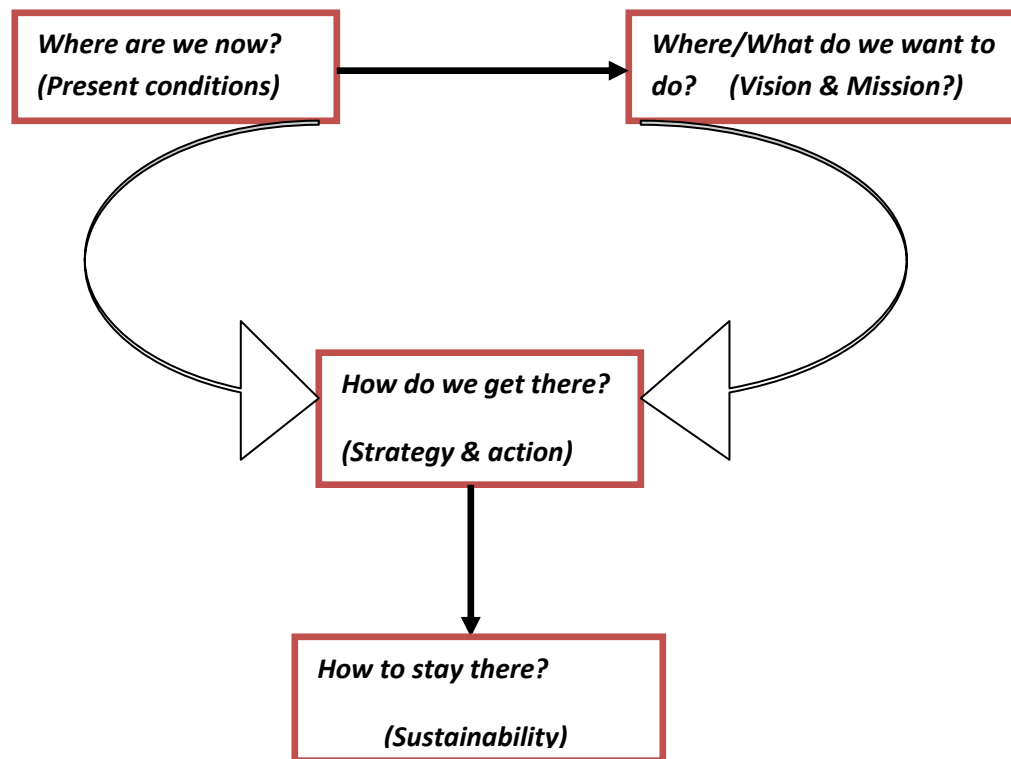 Where are we now?
(Present conditions)
Where/What do we want to
do? (Vision & Mission?)
How do we get there?
(Strategy & action)
How to stay there?
(Sustainability)